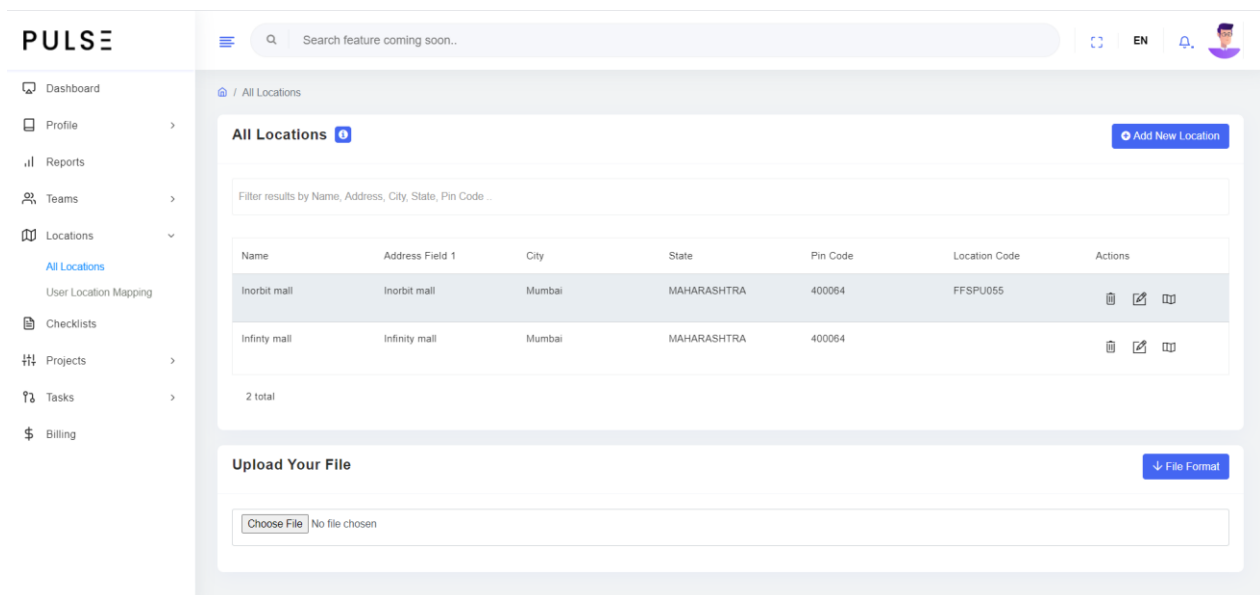 PULSE
Search feature coming soon..
EN
Dashboard
Profile
Reports
Teams
Locations
All Locations
User Location Mapping
Checklists
Projects
Tasks
Billing
/ All Locations
All Locations
Add New Location
Filter results by Name, Address, City, State, Pin Code ..
Name Address Field 1 City State Pin Code Location Code Actions
Inorbit mall Inorbit mall Mumbai MAHARASHTRA 400064 FFSPU055
Infinty mall Infinity mall Mumbai MAHARASHTRA 400064
2 total
Upload Your File
File Format
Choose File No file chosen